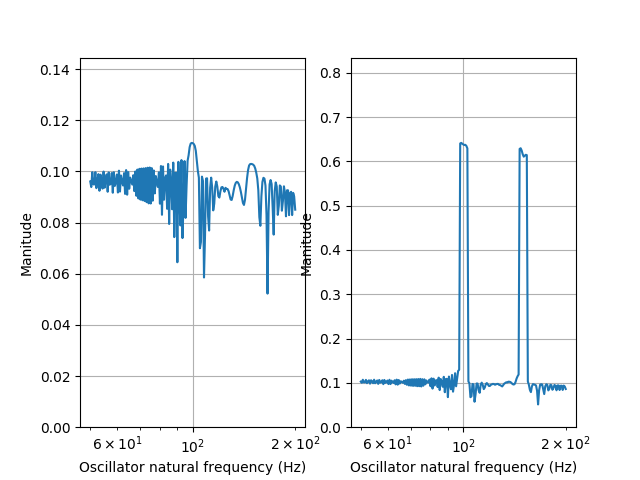 0.14
0.12
0.10
0.08
0.06
0.04
0.02
0.00
Manitude
6 × 10¹
10²
2 × 10²
Oscillator natural frequency (Hz)
0.8
0.7
0.6
0.5
0.4
0.3
0.2
0.1
0.0
Manitude
6 × 10¹
10²
2 × 10²
Oscillator natural frequency (Hz)